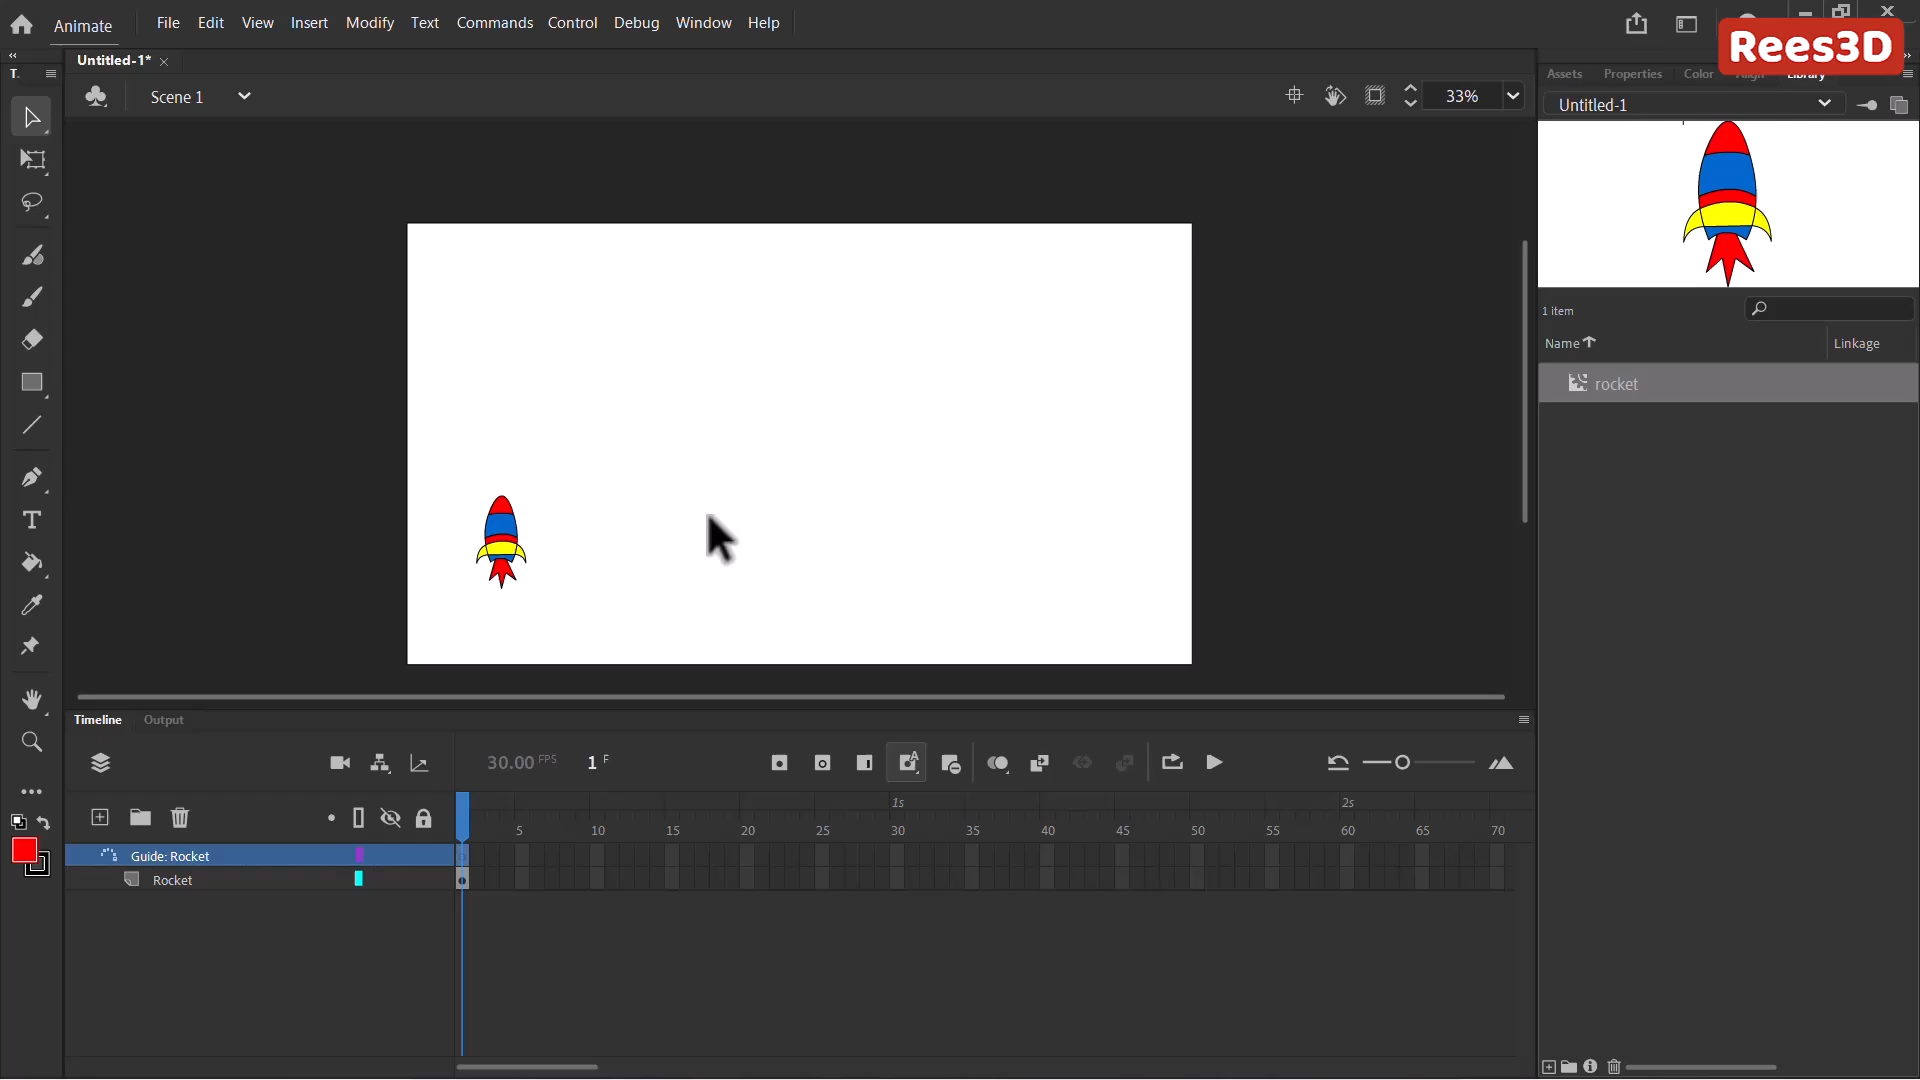 Animate File Edit View Insert Modify Text Commands Control Debug Window Help
Rees3D
Untitled-1*
T.
Assets Properties Color Align Library
Scene 1
33%
Untitled-1
1 item
Name Linkage
rocket
Timeline Output
30.00 FPS 1 F
1s 2s
5 10 15 20 25 30 35 40 45 50 55 60 65 70
Guide: Rocket
Rocket